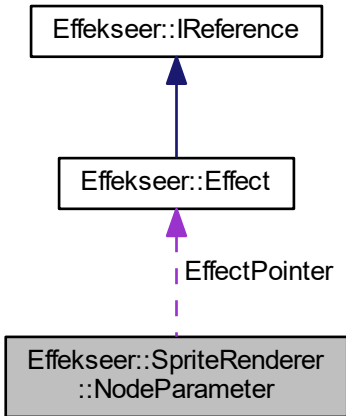 Effekseer::IReference
Effekseer::Effect
EffectPointer
Effekseer::SpriteRenderer
::NodeParameter